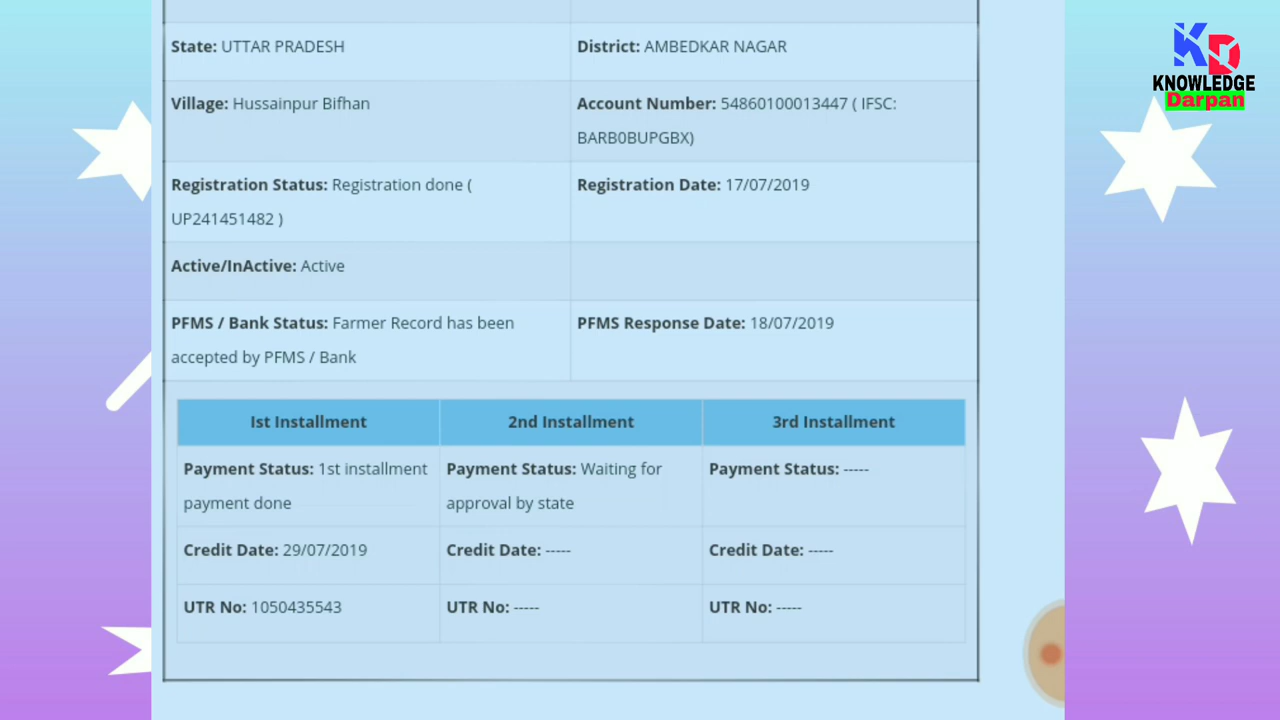 State: UTTAR PRADESH
District: AMBEDKAR NAGAR
Village: Hussainpur Bifhan
Account Number: 54860100013447 ( IFSC:
BARB0BUPGBX)
Registration Status: Registration done (
UP241451482 )
Registration Date: 17/07/2019
Active/InActive: Active
PFMS / Bank Status: Farmer Record has been
accepted by PFMS / Bank
PFMS Response Date: 18/07/2019
Ist Installment
2nd Installment
3rd Installment
Payment Status: 1st installment
payment done
Payment Status: Waiting for
approval by state
Payment Status: -----
Credit Date: 29/07/2019
Credit Date: -----
Credit Date: -----
UTR No: 1050435543
UTR No: -----
UTR No: -----
KD
KNOWLEDGE
Darpan